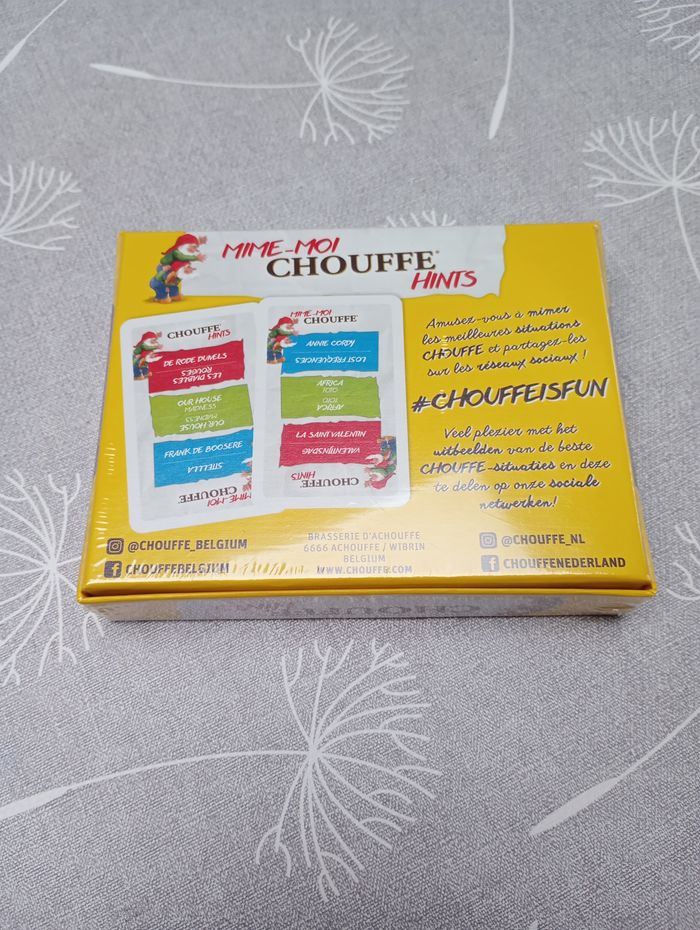 MIME-MOI
CHOUFFE®
HINTS
CHOUFFE
HINTS
DE RODE DUIVELS
LES DIABLES
ROUGES
OUR HOUSE
MADNESS
MADNESS
OUR HOUSE
FRANK DE BOOSERE
STELLLA
MIME-MOI
CHOUFFE
MIME-MOI
CHOUFFE
ANNIE CORDY
LOST FREQUENCIES
AFRICA
TOTO
TOTO
AFRICA
LA SAINT VALENTIN
VALENTIJNSDAG
HINTS
CHOUFFE
Amusez-vous à mimer
les meilleures situations
CHOUFFE et partagez-les
sur les réseaux sociaux !
#CHOUFFEISFUN
Veel plezier met het
uitbeelden van de beste
CHOUFFE-situaties en deze
te delen op onze sociale
netwerken!
@CHOUFFE_BELGIUM
CHOUFFEBELGIUM
BRASSERIE D'ACHOUFFE
6666 ACHOUFFE / WIBRIN
BELGIUM
WWW.CHOUFFE.COM
@CHOUFFE_NL
CHOUFFENEDERLAND
CHOUFFE